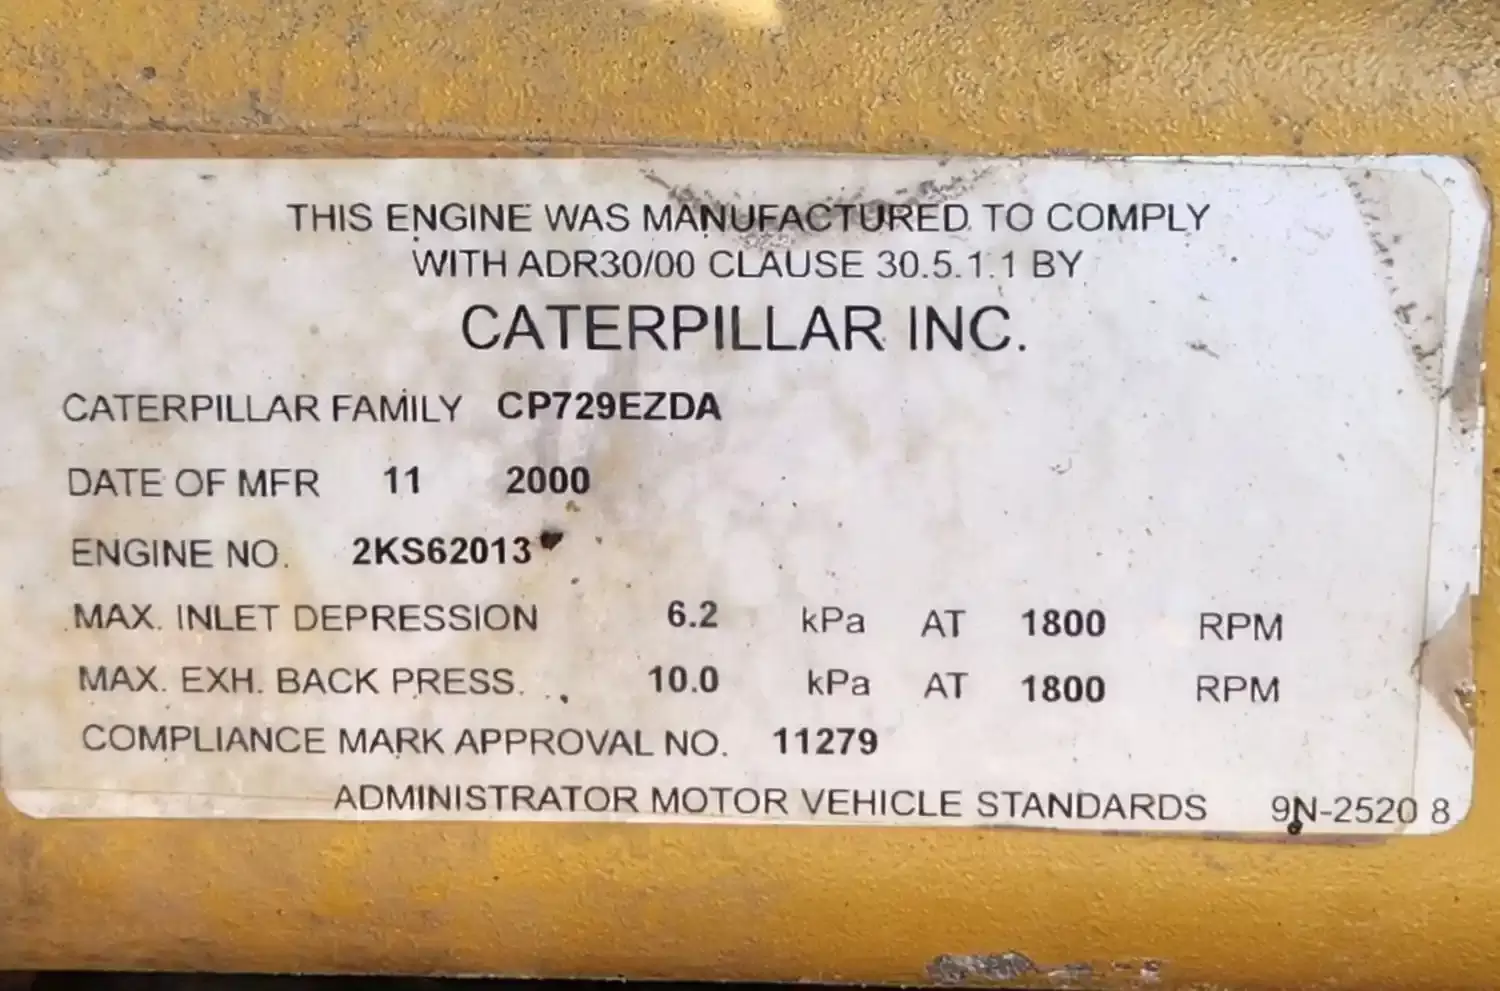 THIS ENGINE WAS MANUFACTURED TO COMPLY
WITH ADR30/00 CLAUSE 30.5.1.1 BY
CATERPILLAR INC.
CATERPILLAR FAMILY CP729EZDA
DATE OF MFR 11 2000
ENGINE NO. 2KS62013
MAX. INLET DEPRESSION 6.2 kPa AT 1800 RPM
MAX. EXH. BACK PRESS. 10.0 kPa AT 1800 RPM
COMPLIANCE MARK APPROVAL NO. 11279
ADMINISTRATOR MOTOR VEHICLE STANDARDS 9N-2520 8